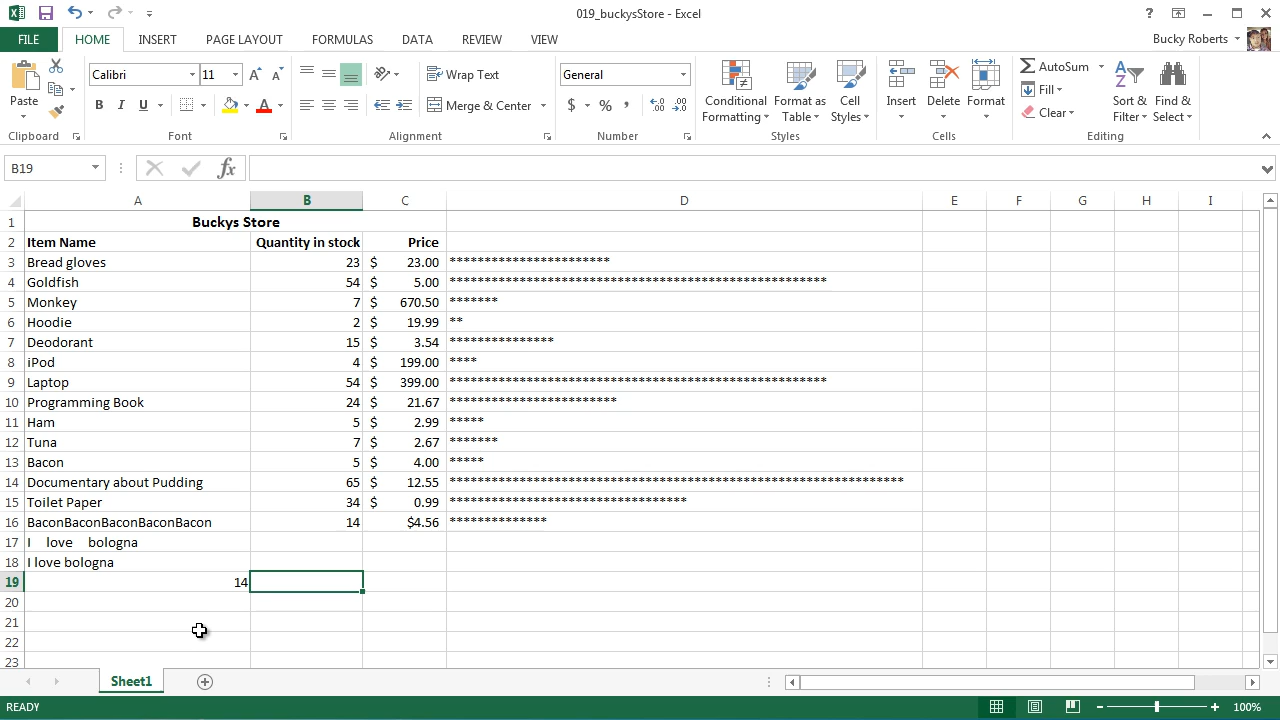 019_buckysStore - Excel
FILE HOME INSERT PAGE LAYOUT FORMULAS DATA REVIEW VIEW Bucky Roberts
Paste Calibri 11 Wrap Text General Conditional Formatting Format as Table Cell Styles Insert Delete Format AutoSum Sort & Filter Find & Select
B I U A Merge & Center $ % , Fill
Clear
Clipboard Font Alignment Number Styles Cells Editing
B19 fx
A B C D E F G H I
1 Buckys Store
2 Item Name Quantity in stock Price
3 Bread gloves 23 $ 23.00 ***********************
4 Goldfish 54 $ 5.00 ******************************************************
5 Monkey 7 $ 670.50 *******
6 Hoodie 2 $ 19.99 **
7 Deodorant 15 $ 3.54 ***************
8 iPod 4 $ 199.00 ****
9 Laptop 54 $ 399.00 ******************************************************
10 Programming Book 24 $ 21.67 ************************
11 Ham 5 $ 2.99 *****
12 Tuna 7 $ 2.67 *******
13 Bacon 5 $ 4.00 *****
14 Documentary about Pudding 65 $ 12.55 *****************************************************************
15 Toilet Paper 34 $ 0.99 **********************************
16 BaconBaconBaconBaconBacon 14 $4.56 **************
17 I    love    bologna
18 I love bologna
19 14
20
21
22
23
Sheet1
READY 100%